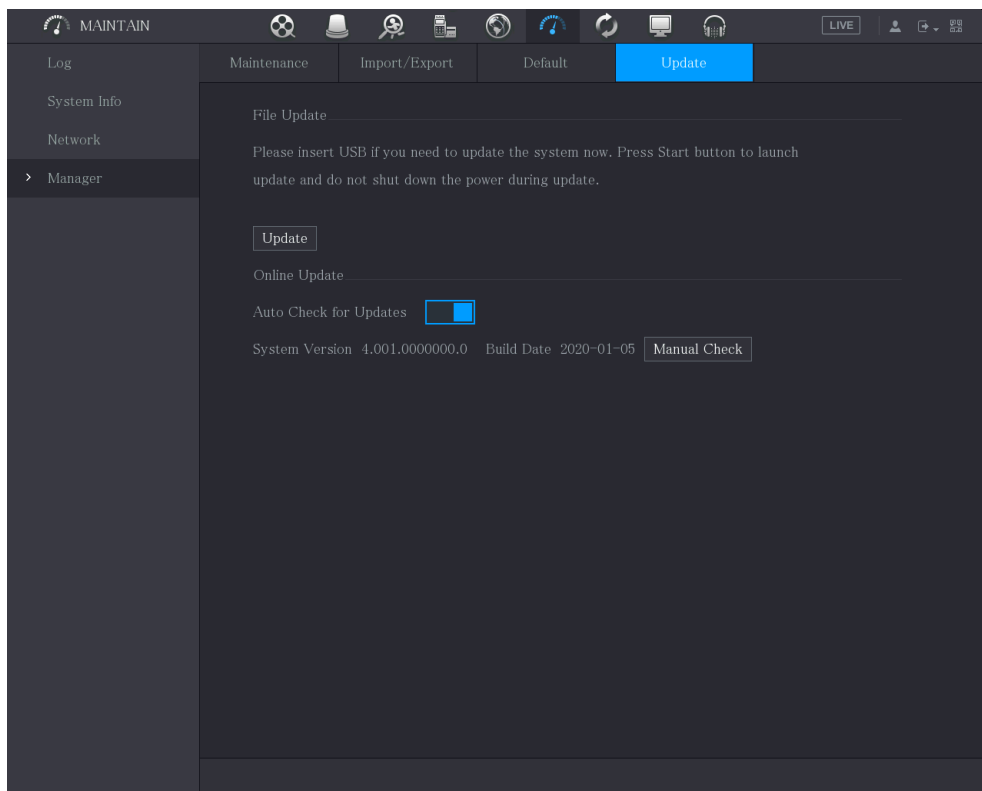 MAINTAIN
LIVE
Log
System Info
Network
Manager
Maintenance
Import/Export
Default
Update
File Update
Please insert USB if you need to update the system now. Press Start button to launch
update and do not shut down the power during update.
Update
Online Update
Auto Check for Updates
System Version 4.001.0000000.0 Build Date 2020-01-05 Manual Check